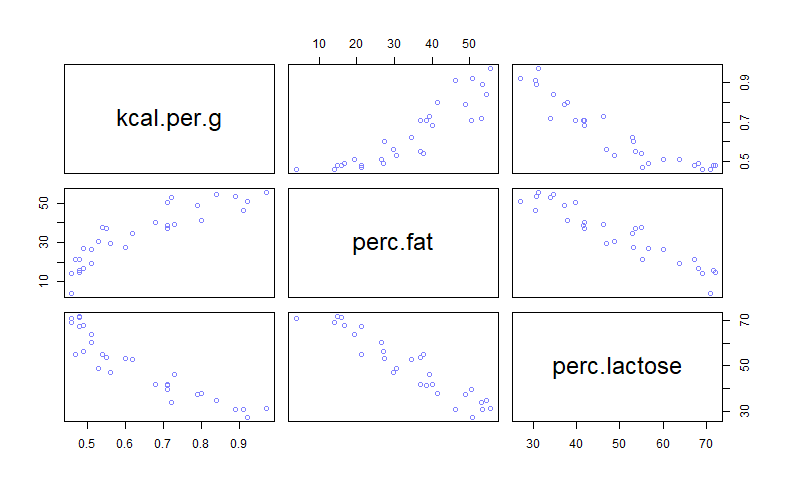 10 20 30 40 50
kcal.per.g
0.5 0.7 0.9
10 30 50
perc.fat
perc.lactose
30 50 70
0.5 0.6 0.7 0.8 0.9
30 40 50 60 70